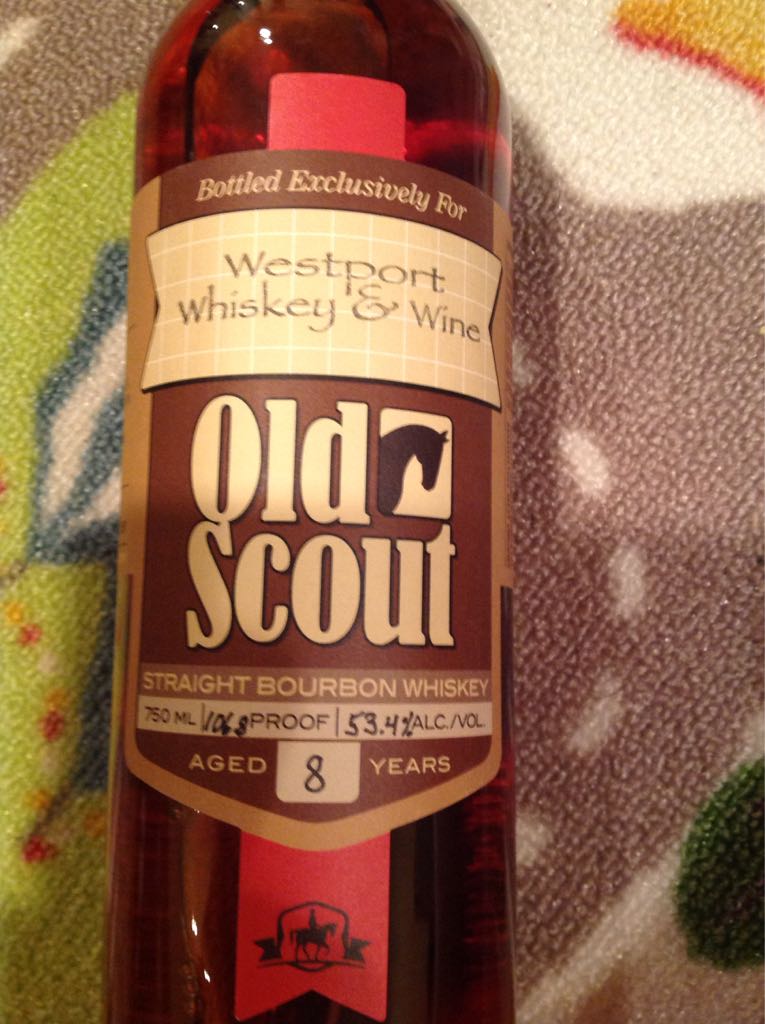 Bottled Exclusively For
Westport
Whiskey & Wine
Old
Scout
STRAIGHT BOURBON WHISKEY
750 ML | 106.8 PROOF | 53.4% ALC./VOL.
AGED 8 YEARS